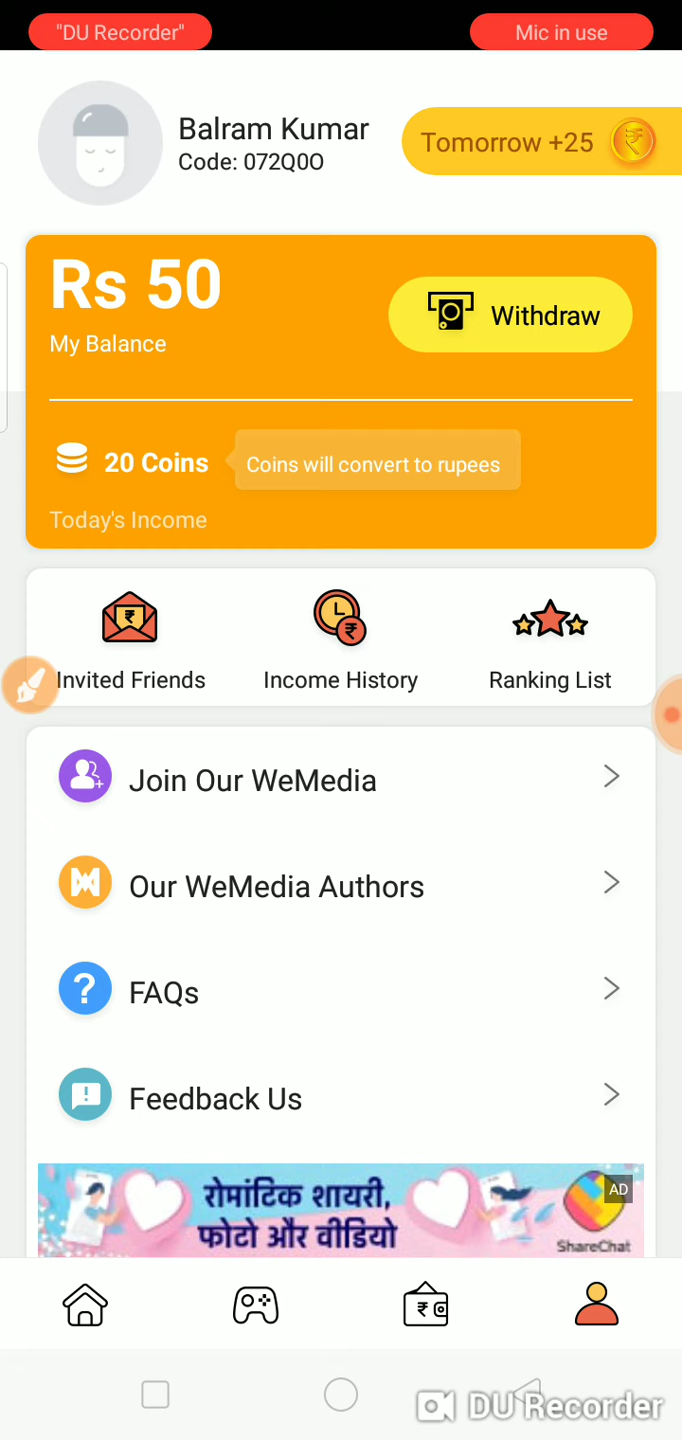 "DU Recorder"
Mic in use
Balram Kumar
Code: 072Q0O
Tomorrow +25
Rs 50
My Balance
Withdraw
20 Coins
Coins will convert to rupees
Today's Income
Invited Friends
Income History
Ranking List
Join Our WeMedia
Our WeMedia Authors
FAQs
Feedback Us
रोमांटिक शायरी,
फोटो और वीडियो
AD
ShareChat
DU Recorder